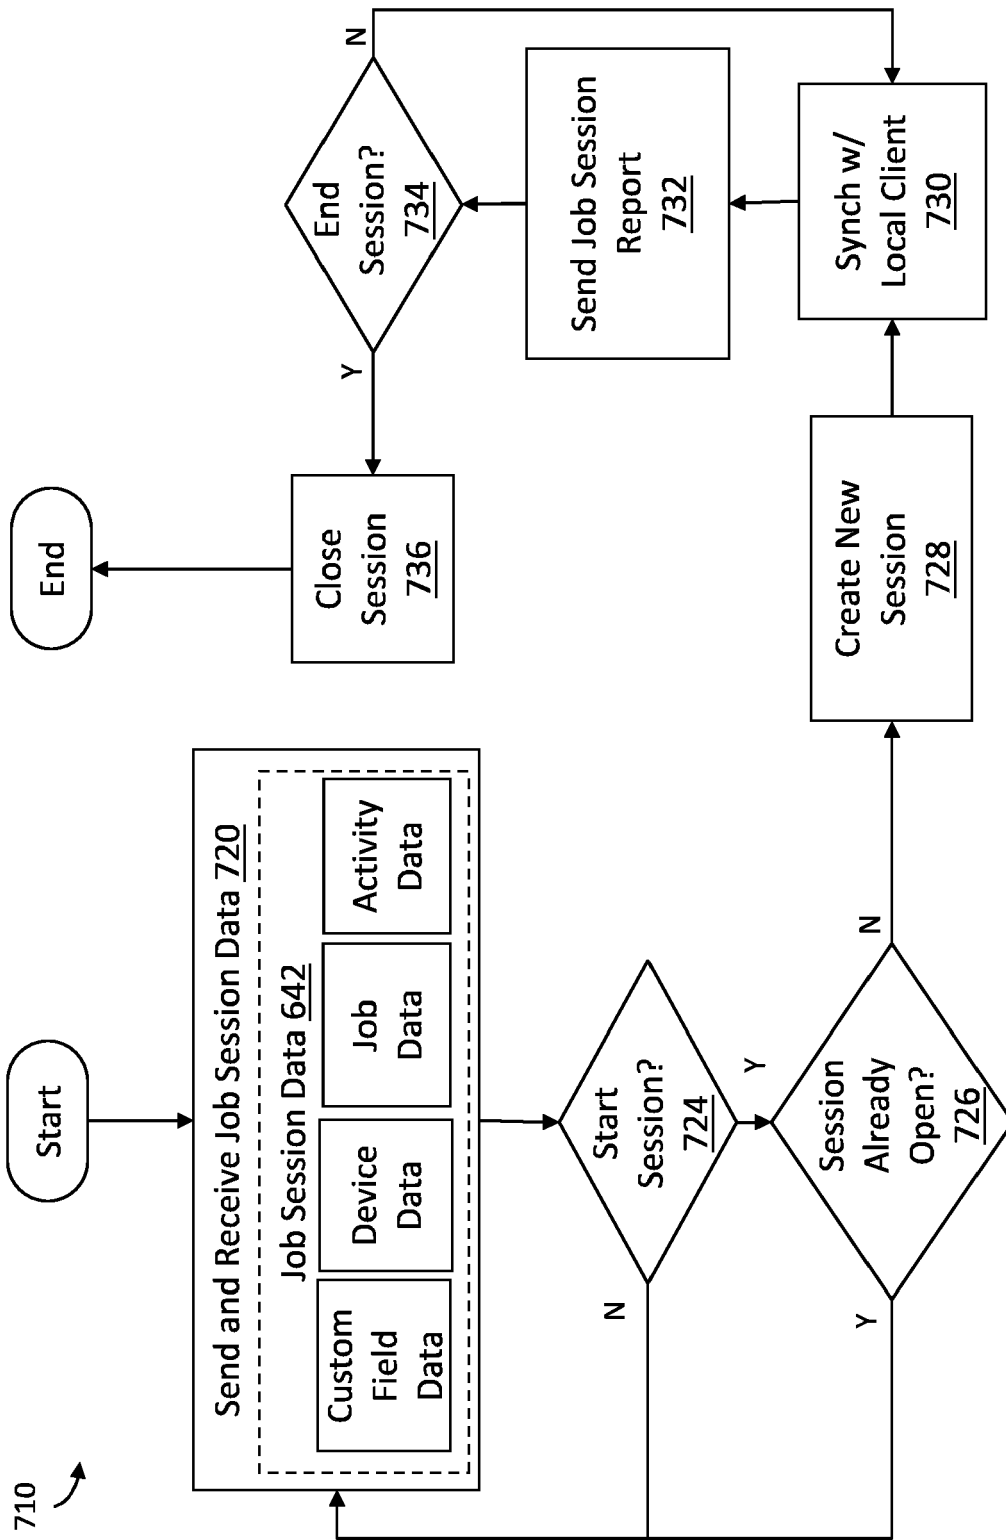 710
Start
Send and Receive Job Session Data 720
Job Session Data 642
Custom
Field
Data
Device
Data
Job
Data
Activity
Data
Start
Session?
724
N
Y
Session
Already
Open?
726
Y
N
Create New
Session
728
Synch w/
Local Client
730
Send Job Session
Report
732
End
Session?
734
N
Y
Close
Session
736
End